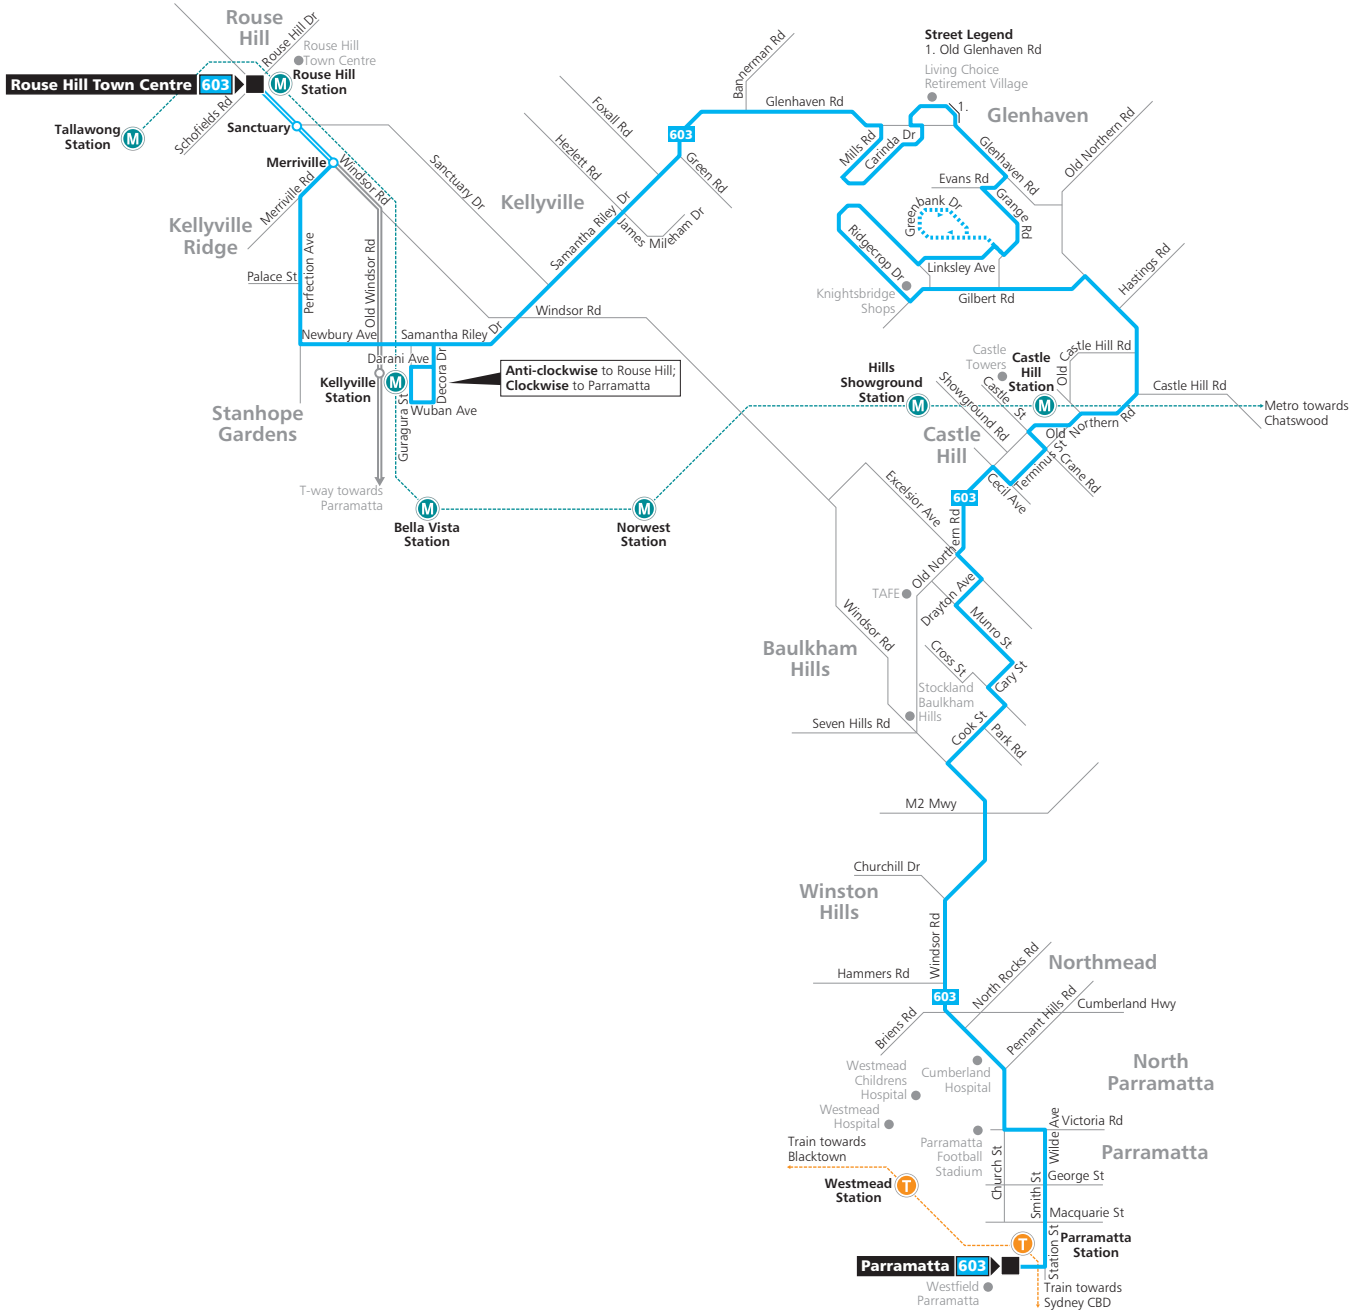 Rouse
Hill
Rouse Hill Dr
Rouse Hill
Town Centre
Rouse Hill
Station
M
Rouse Hill Town Centre 603
Schofields Rd
Tallawong
Station
M
Sanctuary
Merriville
Windsor Rd
Merriville Rd
Sanctuary Dr
Kellyville
Ridge
Palace St
Perfection Ave
Old Windsor Rd
Newbury Ave
Samantha Riley Dr
Darani Ave
Decora Dr
Kellyville
Station
M
Guragura St
Wuban Ave
Anti-clockwise to Rouse Hill;
Clockwise to Parramatta
Stanhope
Gardens
T-way towards
Parramatta
M
Bella Vista
Station
M
Norwest
Station
Kellyville
Foxall Rd
Hezlett Rd
Samantha Riley Dr
James Mileham Dr
Green Rd
603
Windsor Rd
Bannerman Rd
Glenhaven Rd
Street Legend
1. Old Glenhaven Rd
Living Choice
Retirement Village
1.
Glenhaven
Mills Rd
Carinda Dr
Glenhaven Rd
Old Northern Rd
Evans Rd
Grange Rd
Greenbank Dr
Ridgecrop Dr
Linksley Ave
Knightsbridge
Shops
Gilbert Rd
Hastings Rd
Old Castle Hill Rd
Castle
Towers
Castle
Hill
Station
M
Hills
Showground
Station
M
Castle Hill Rd
Metro towards
Chatswood
Showground Rd
Castle St
Old Northern Rd
Castle
Hill
Terminus St
Crane Rd
Cecil Ave
603
Excelsior Ave
Old Northern Rd
TAFE
Drayton Ave
Munro St
Windsor Rd
Baulkham
Hills
Cross St
Cary St
Stockland
Baulkham
Hills
Seven Hills Rd
Cook St
Park Rd
M2 Mwy
Churchill Dr
Winston
Hills
Windsor Rd
Hammers Rd
North Rocks Rd
Northmead
603
Pennant Hills Rd
Cumberland Hwy
Briens Rd
Westmead
Childrens
Hospital
Cumberland
Hospital
North
Parramatta
Westmead
Hospital
Wilde Ave
Victoria Rd
Train towards
Blacktown
Parramatta
Football
Stadium
Parramatta
Church St
Westmead
Station
T
George St
Smith St
Macquarie St
T
Parramatta
Station
Station St
Parramatta 603
Westfield
Parramatta
Train towards
Sydney CBD